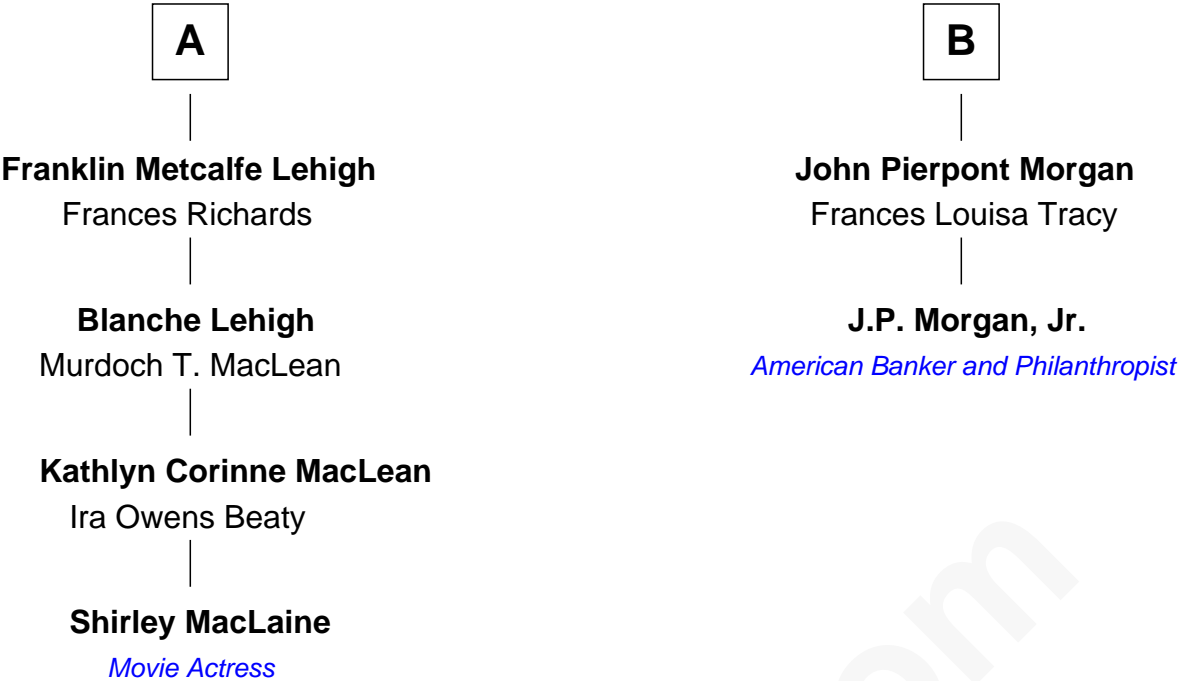 A
B
Franklin Metcalfe Lehigh
Frances Richards
John Pierpont Morgan
Frances Louisa Tracy
Blanche Lehigh
Murdoch T. MacLean
J.P. Morgan, Jr.
American Banker and Philanthropist
Kathlyn Corinne MacLean
Ira Owens Beaty
Shirley MacLaine
Movie Actress
om